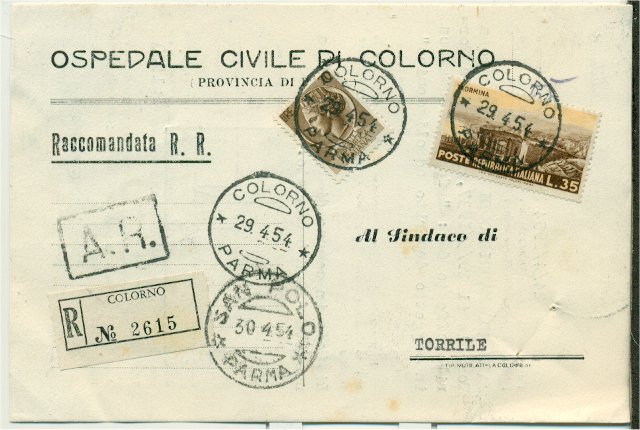 OSPEDALE CIVILE DI COLORNO
(PROVINCIA DI
COLORNO
29.4.54
PARMA
COLORNO
29.4.54
ORMINA
POSTE REPUBBLICA ITALIANA L.35
Raccomandata R. R.
COLORNO
29.4.54
PARMA
A.R.
Al Sindaco di
COLORNO
R
№ 2615
SAN POLO
30.4.54
PARMA
TORRILE